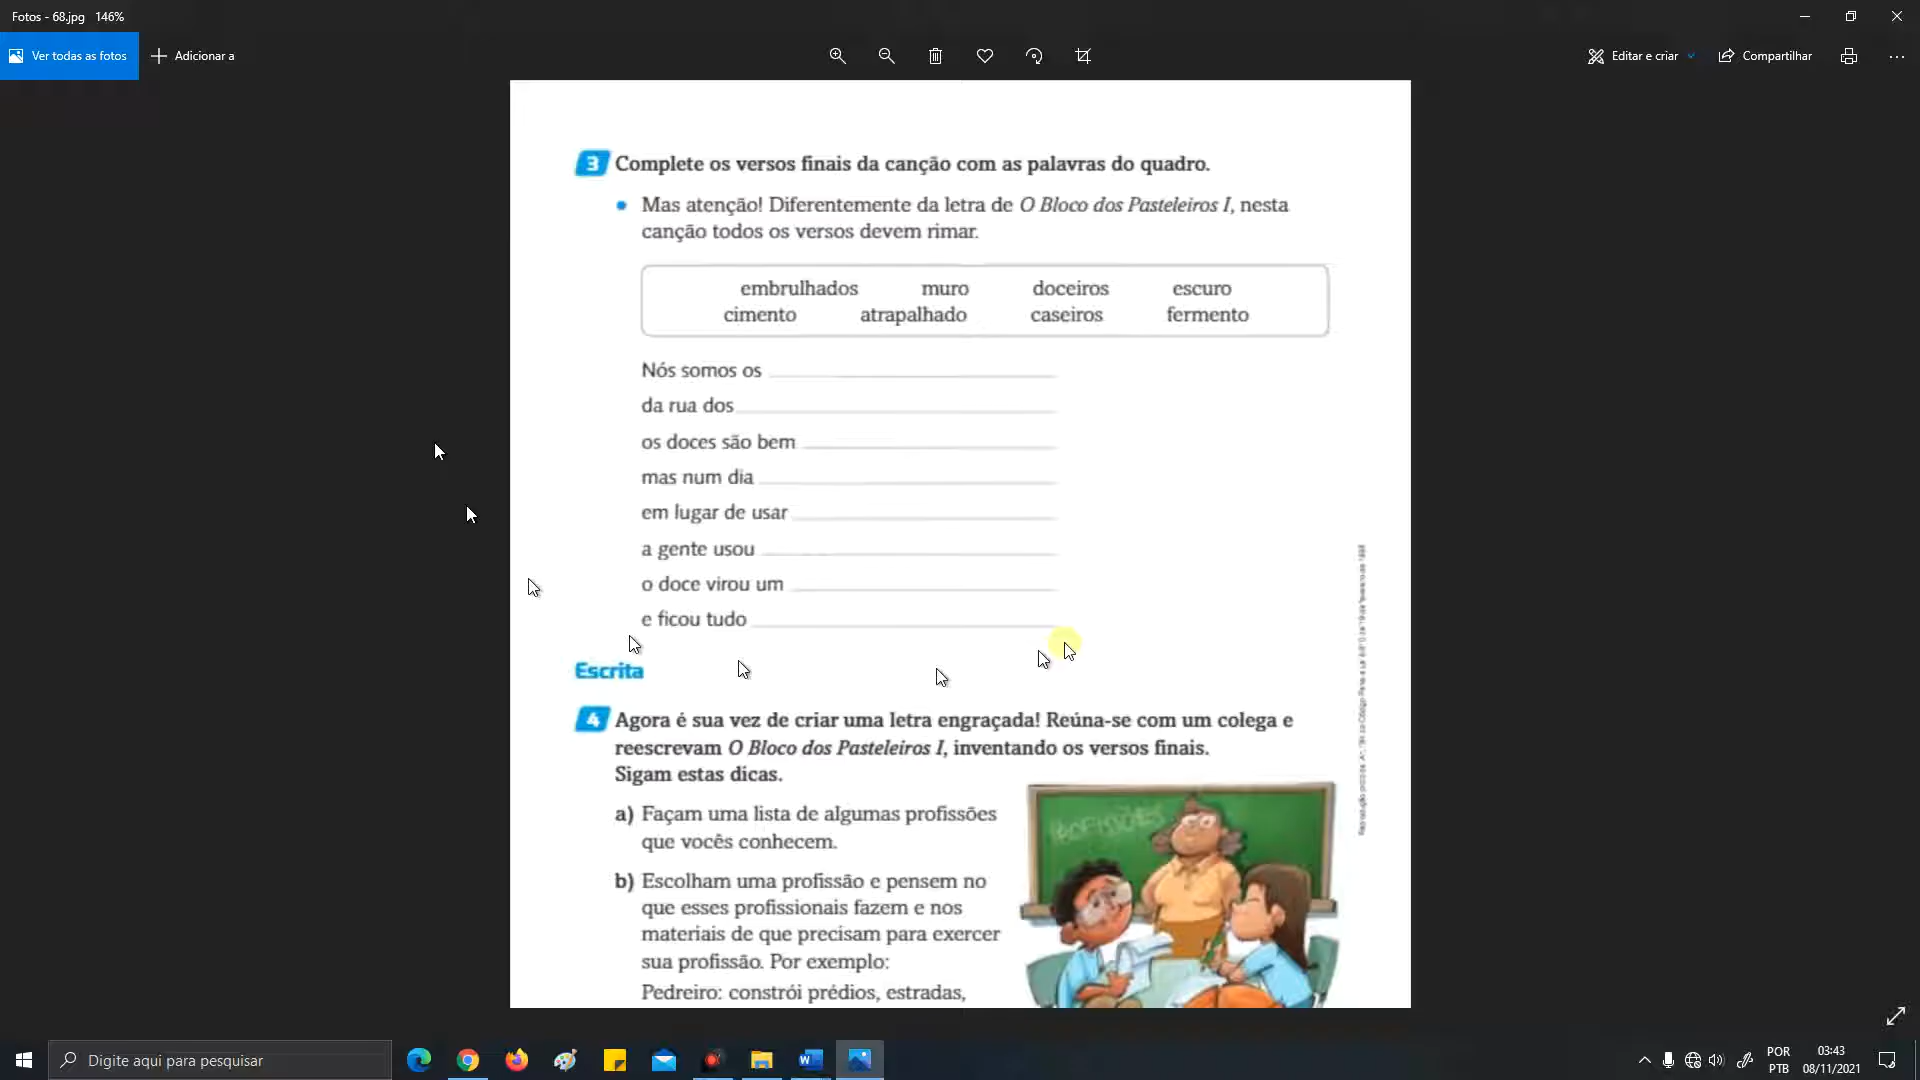 Fotos - 68.jpg 146%
Ver todas as fotos
Adicionar a
Editar e criar
Compartilhar
3 Complete os versos finais da canção com as palavras do quadro.
Mas atenção! Diferentemente da letra de O Bloco dos Pasteleiros I, nesta
canção todos os versos devem rimar.
embrulhados muro doceiros escuro
cimento atrapalhado caseiros fermento
Nós somos os
da rua dos
os doces são bem
mas num dia
em lugar de usar
a gente usou
o doce virou um
e ficou tudo
Escrita
4 Agora é sua vez de criar uma letra engraçada! Reúna-se com um colega e
reescrevam O Bloco dos Pasteleiros I, inventando os versos finais.
Sigam estas dicas.
a) Façam uma lista de algumas profissões
que vocês conhecem.
b) Escolham uma profissão e pensem no
que esses profissionais fazem e nos
materiais de que precisam para exercer
sua profissão. Por exemplo:
Pedreiro: constrói prédios, estradas,
PROFISSÕES
Digite aqui para pesquisar
POR
PTB
03:43
08/11/2021